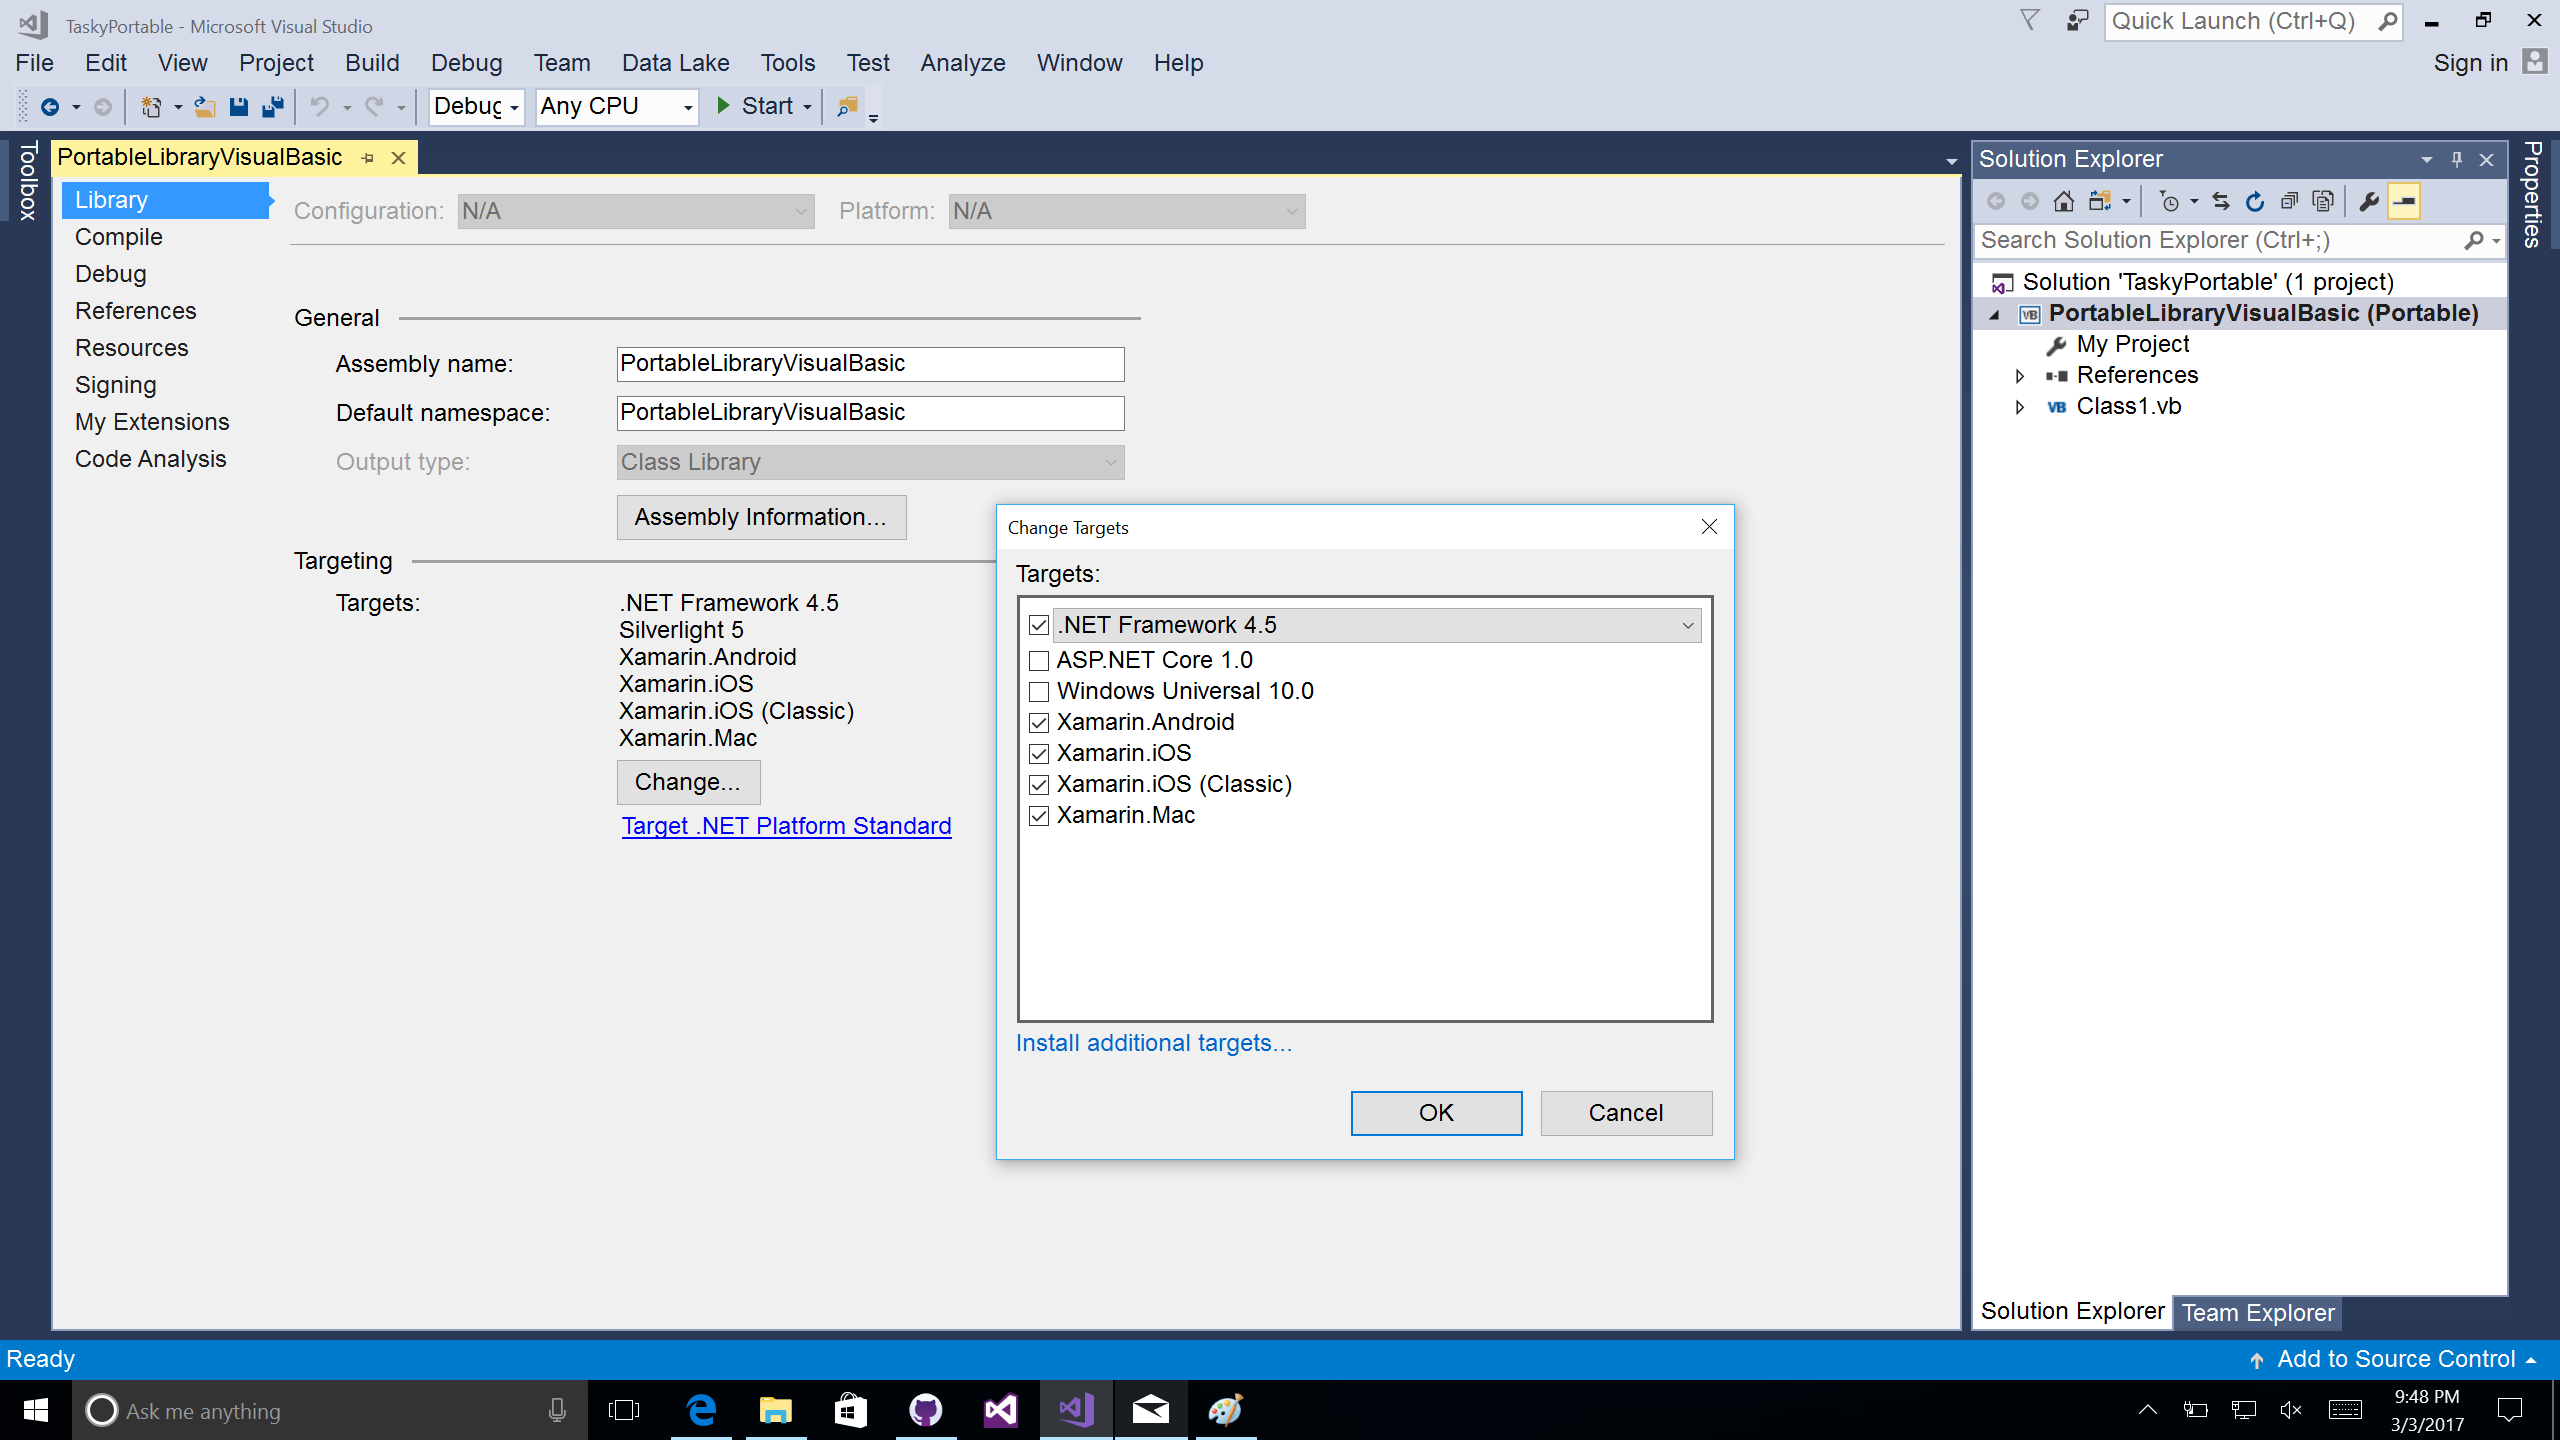 TaskyPortable - Microsoft Visual Studio
Quick Launch (Ctrl+Q)
File Edit View Project Build Debug Team Data Lake Tools Test Analyze Window Help
Sign in
Debug
Any CPU
Start
Toolbox
PortableLibraryVisualBasic
Library
Compile
Debug
References
Resources
Signing
My Extensions
Code Analysis
Configuration: N/A Platform: N/A
General
Assembly name: PortableLibraryVisualBasic
Default namespace: PortableLibraryVisualBasic
Output type: Class Library
Assembly Information...
Targeting
Targets: .NET Framework 4.5
Silverlight 5
Xamarin.Android
Xamarin.iOS
Xamarin.iOS (Classic)
Xamarin.Mac
Change...
Target .NET Platform Standard
Change Targets
Targets:
.NET Framework 4.5
ASP.NET Core 1.0
Windows Universal 10.0
Xamarin.Android
Xamarin.iOS
Xamarin.iOS (Classic)
Xamarin.Mac
Install additional targets...
OK Cancel
Solution Explorer
Search Solution Explorer (Ctrl+;)
Solution 'TaskyPortable' (1 project)
VB PortableLibraryVisualBasic (Portable)
My Project
References
VB Class1.vb
Solution Explorer Team Explorer
Properties
Ready
Add to Source Control
Ask me anything
9:48 PM
3/3/2017